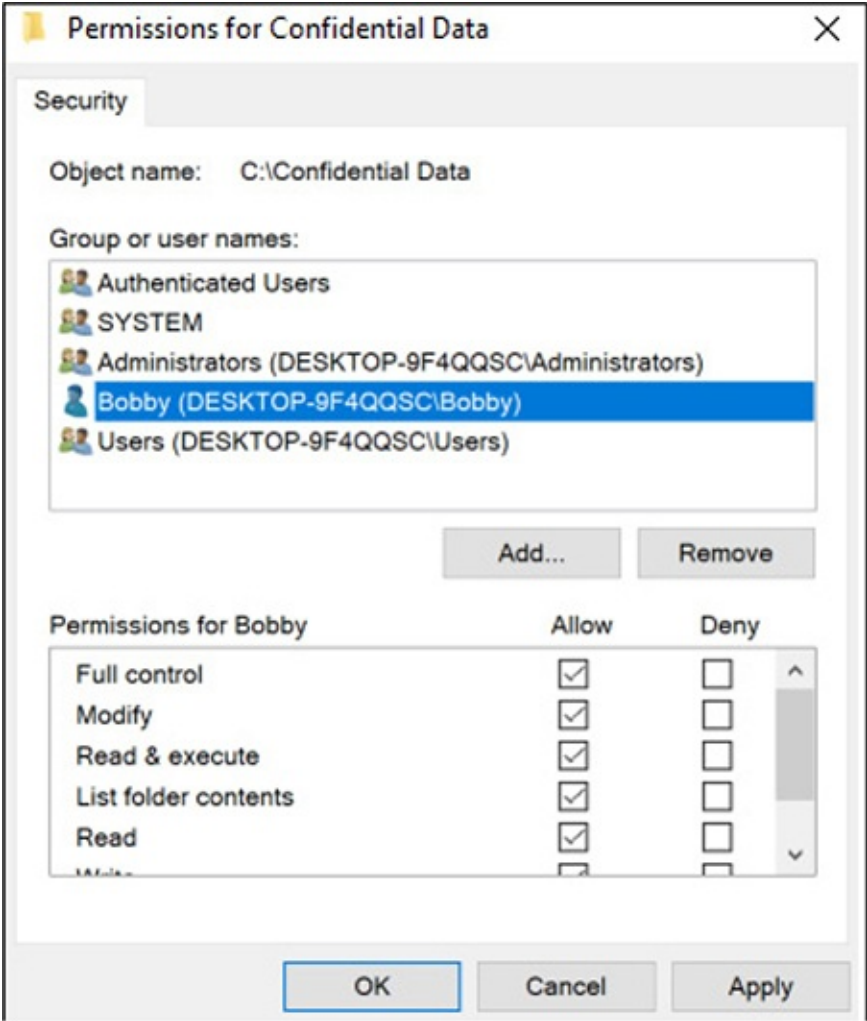 Permissions for Confidential Data
Security
Object name: C:\Confidential Data
Group or user names:
Authenticated Users
SYSTEM
Administrators (DESKTOP-9F4QQSC\Administrators)
Bobby (DESKTOP-9F4QQSC\Bobby)
Users (DESKTOP-9F4QQSC\Users)
Add... Remove
Permissions for Bobby Allow Deny
Full control
Modify
Read & execute
List folder contents
Read
Write
OK Cancel Apply